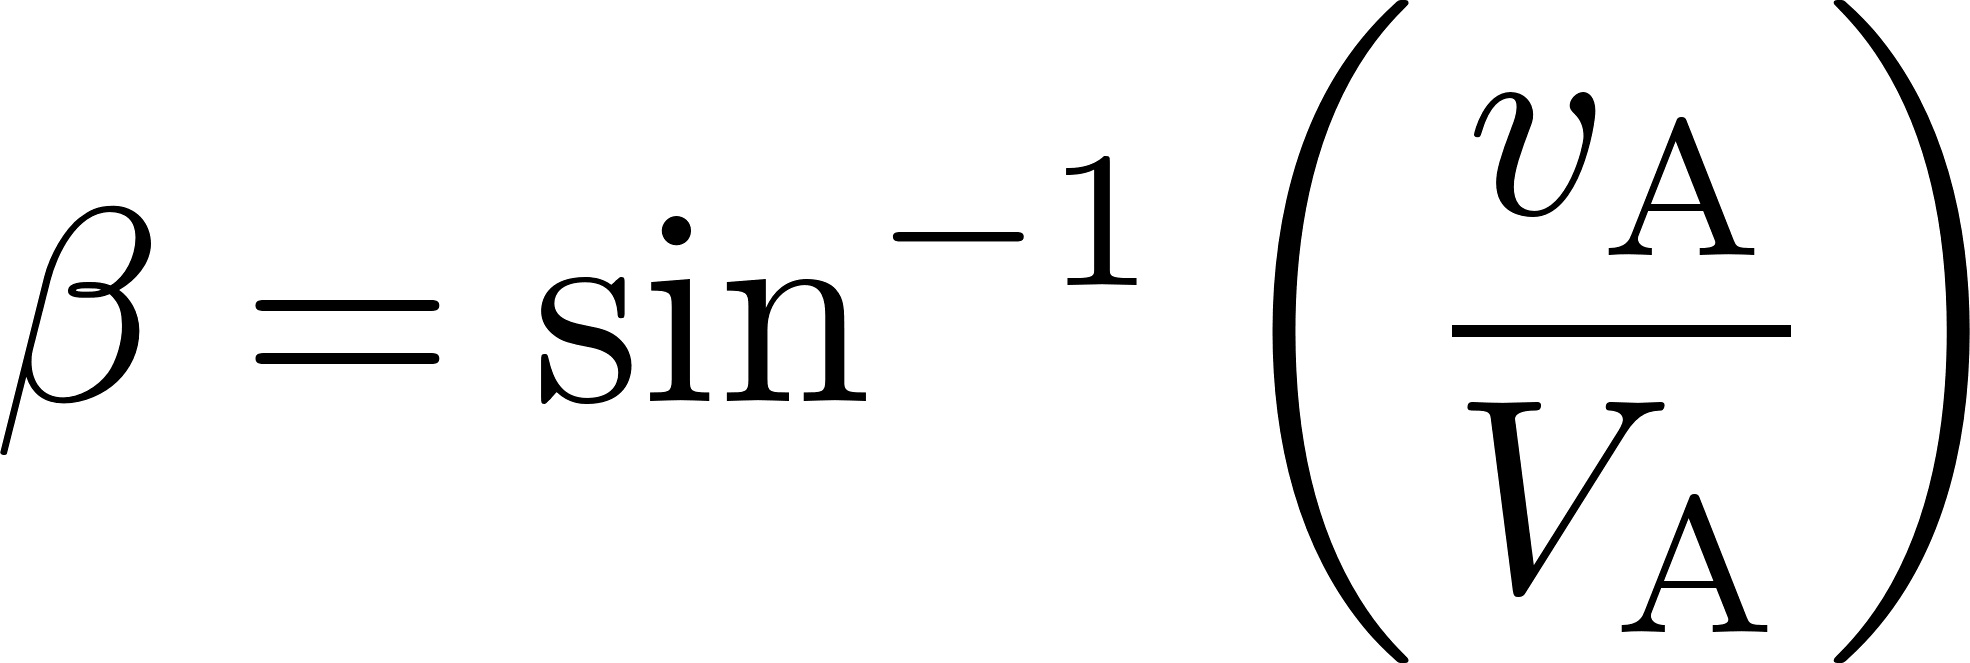 β = sin⁻¹ (v_A / V_A)